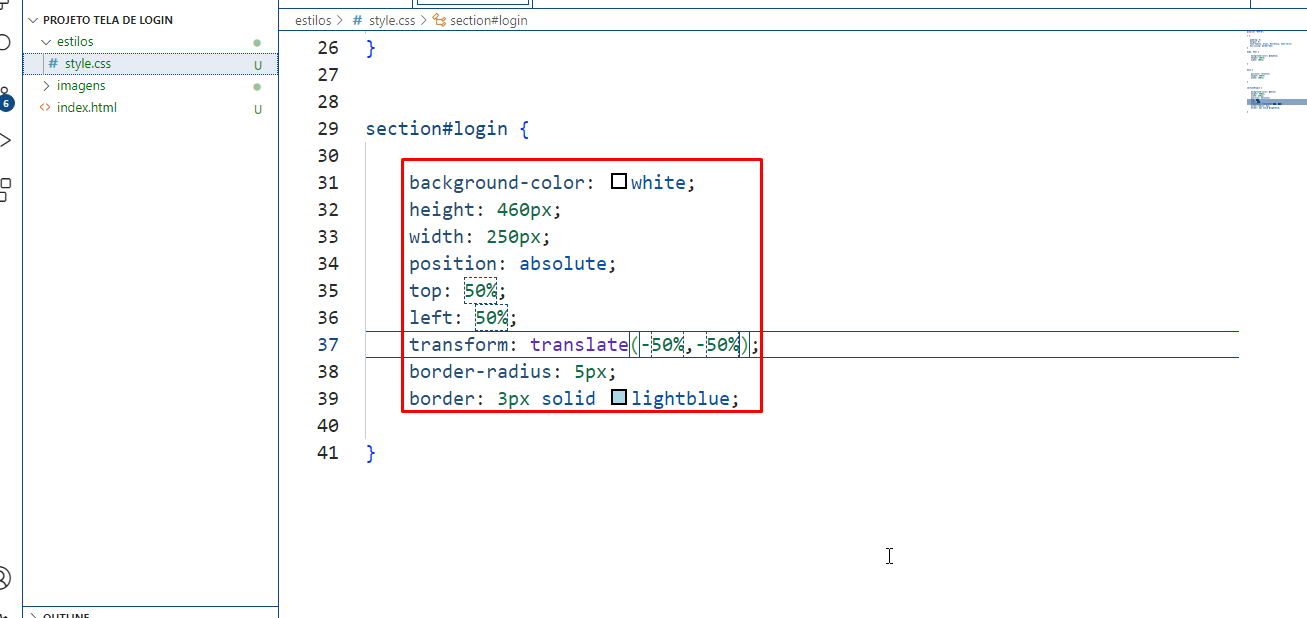 PROJETO TELA DE LOGIN
estilos
# style.css U
imagens
index.html U
6
OUTLINE
estilos > # style.css > section#login
26 }
27
28
29 section#login {
30
31 background-color: white;
32 height: 460px;
33 width: 250px;
34 position: absolute;
35 top: 50%;
36 left: 50%;
37 transform: translate(-50%,-50%);
38 border-radius: 5px;
39 border: 3px solid lightblue;
40
41 }